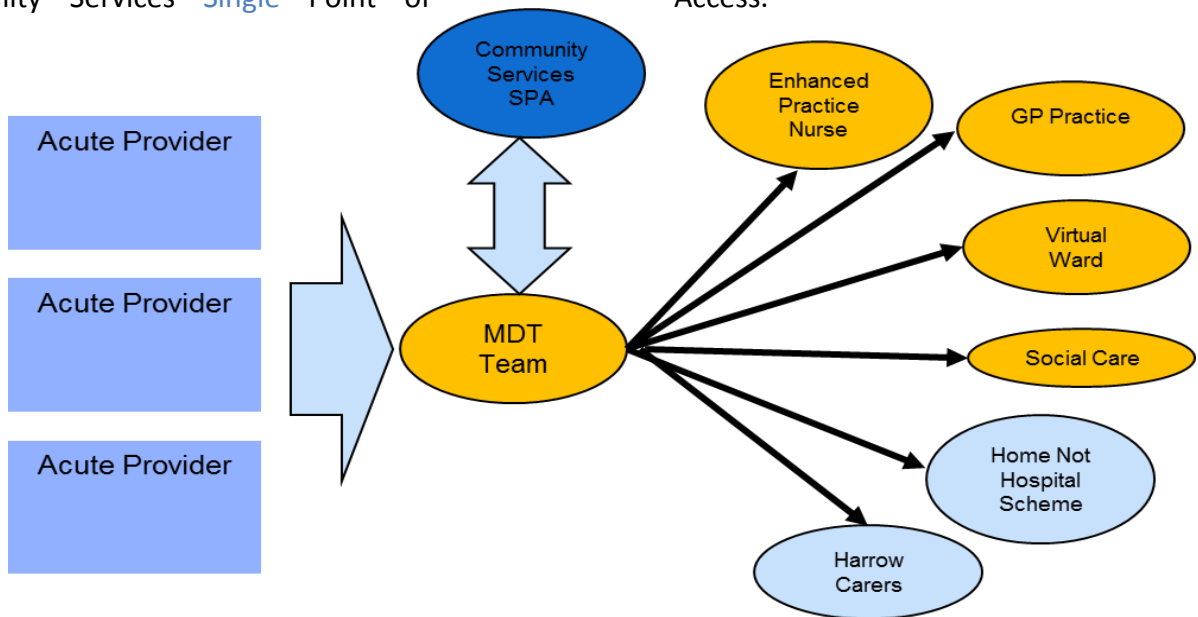 nity Services Single Point of Access.
Community
Services
SPA
Enhanced
Practice
Nurse
GP Practice
Acute Provider
Virtual
Ward
Acute Provider
MDT
Team
Social Care
Acute Provider
Home Not
Hospital
Scheme
Harrow
Carers